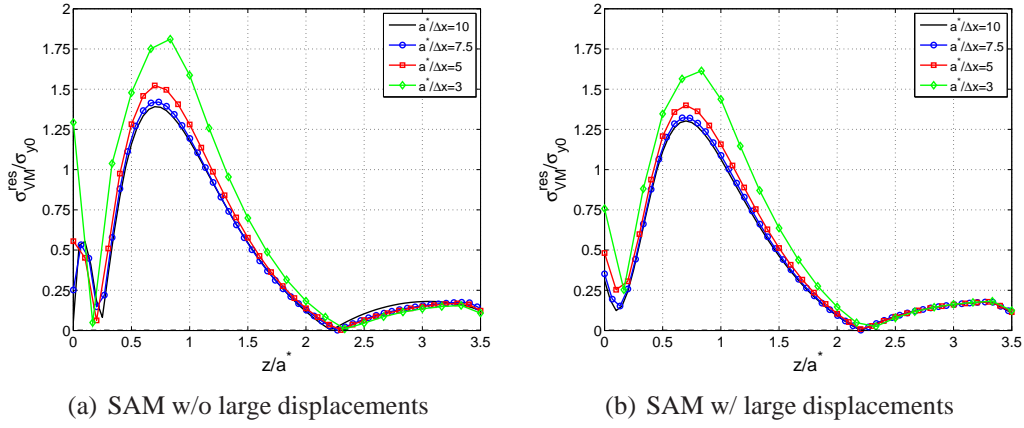 2
1.75
1.5
1.25
1
0.75
0.5
0.25
0
σ_VM^res/σ_y0
0 0.5 1 1.5 2 2.5 3 3.5
z/a*
a*/Δx=10
a*/Δx=7.5
a*/Δx=5
a*/Δx=3
(a) SAM w/o large displacements
2
1.75
1.5
1.25
1
0.75
0.5
0.25
0
σ_VM^res/σ_y0
0 0.5 1 1.5 2 2.5 3 3.5
z/a*
a*/Δx=10
a*/Δx=7.5
a*/Δx=5
a*/Δx=3
(b) SAM w/ large displacements